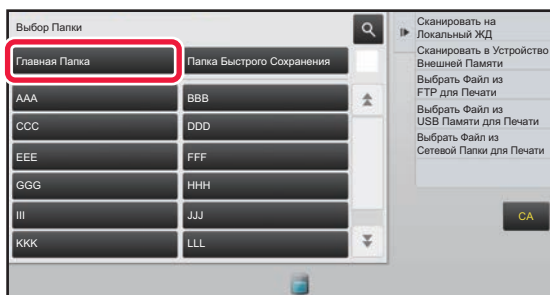 Выбор Папки
Главная Папка
Папка Быстрого Сохранения
AAA
BBB
CCC
DDD
EEE
FFF
GGG
HHH
III
JJJ
KKK
LLL
Сканировать на
Локальный ЖД
Сканировать в Устройство
Внешней Памяти
Выбрать Файл из
FTP для Печати
Выбрать Файл из
USB Памяти для Печати
Выбрать Файл из
Сетевой Папки для Печати
CA